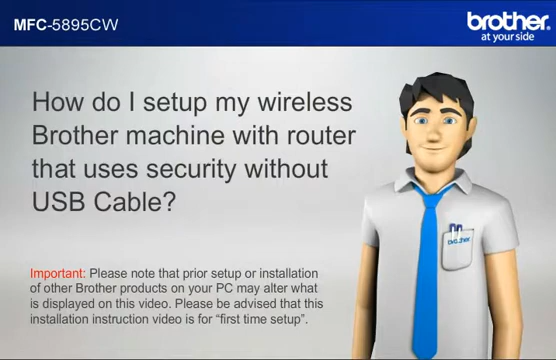 MFC-5895CW
brother®
at your side
How do I setup my wireless
Brother machine with router
that uses security without
USB Cable?
brother
Important: Please note that prior setup or installation
of other Brother products on your PC may alter what
is displayed on this video. Please be advised that this
installation instruction video is for “first time setup”.